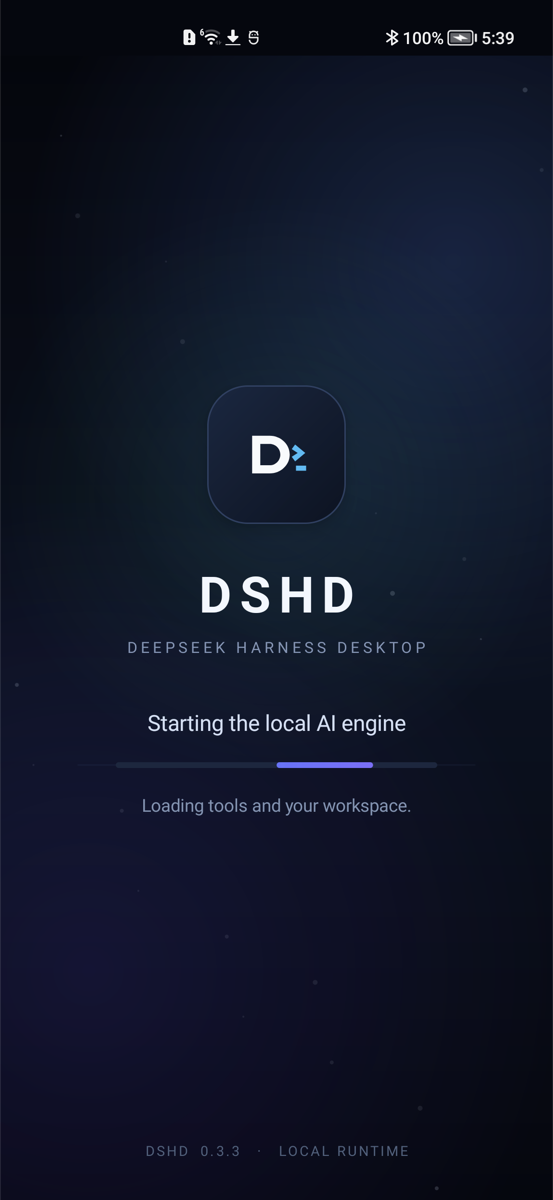 6
100% 5:39
D
DSHD
DEEPSEEK HARNESS DESKTOP
Starting the local AI engine
Loading tools and your workspace.
DSHD 0.3.3 · LOCAL RUNTIME